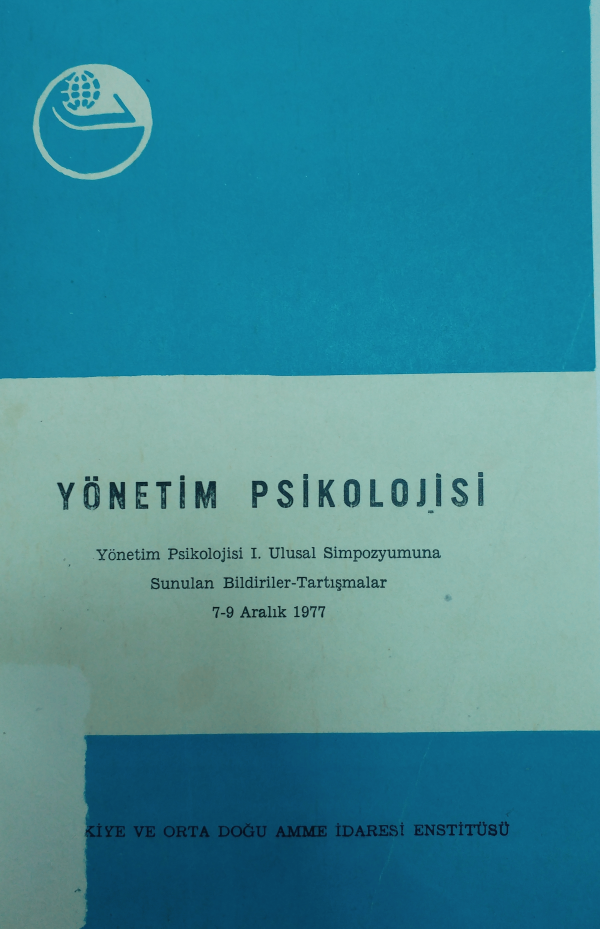 YÖNETİM PSİKOLOJİSİ
Yönetim Psikolojisi I. Ulusal Simpozyumuna
Sunulan Bildiriler-Tartışmalar
7-9 Aralık 1977
KİYE VE ORTA DOĞU AMME İDARESİ ENSTİTÜSÜ